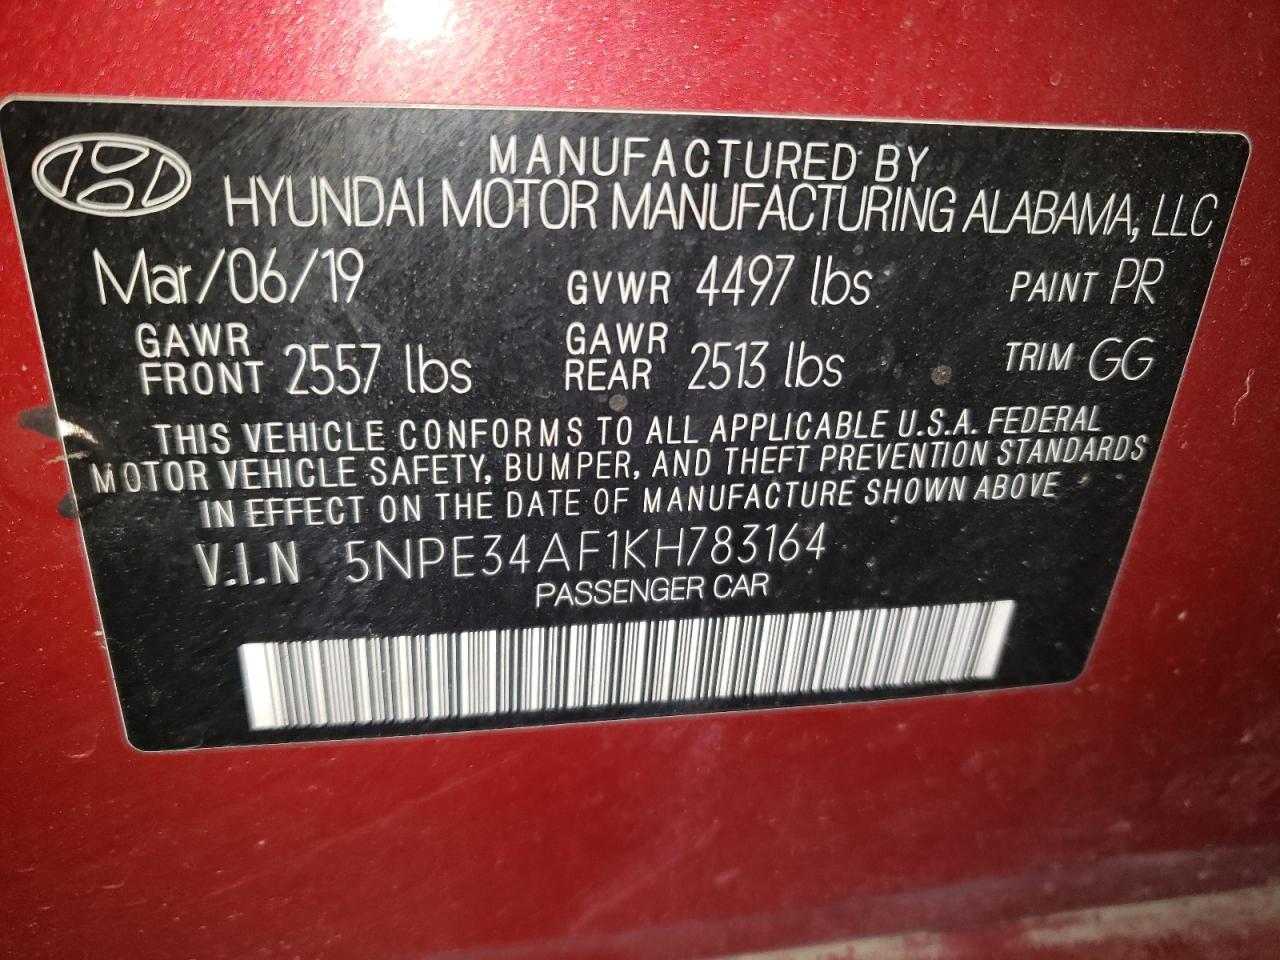 MANUFACTURED BY
HYUNDAI MOTOR MANUFACTURING ALABAMA, LLC
Mar/06/19 GVWR 4497 lbs PAINT PR
GAWR FRONT 2557 lbs GAWR REAR 2513 lbs TRIM GG
THIS VEHICLE CONFORMS TO ALL APPLICABLE U.S.A. FEDERAL
MOTOR VEHICLE SAFETY, BUMPER, AND THEFT PREVENTION STANDARDS
IN EFFECT ON THE DATE OF MANUFACTURE SHOWN ABOVE
V.I.N 5NPE34AF1KH783164
PASSENGER CAR